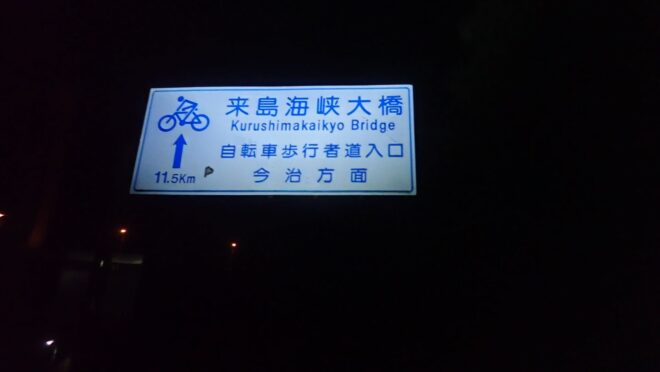 来島海峡大橋
Kurushimakaikyo Bridge
自転車歩行者道入口
今治方面
11.5Km